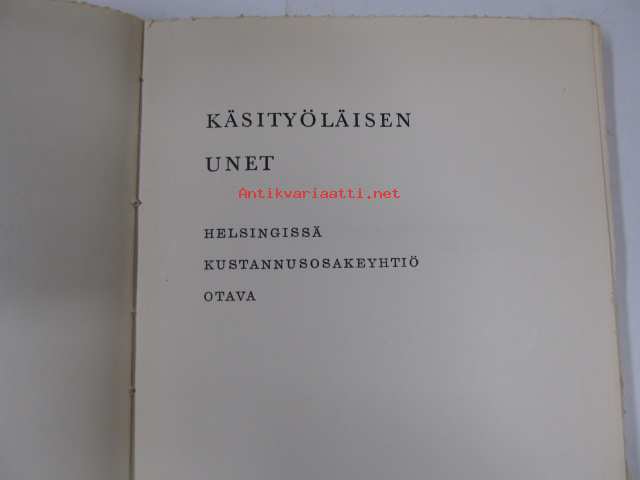 KÄSITYÖLÄISEN
UNET
Antikvariaatti.net
HELSINGISSÄ
KUSTANNUSOSAKEYHTIÖ
OTAVA